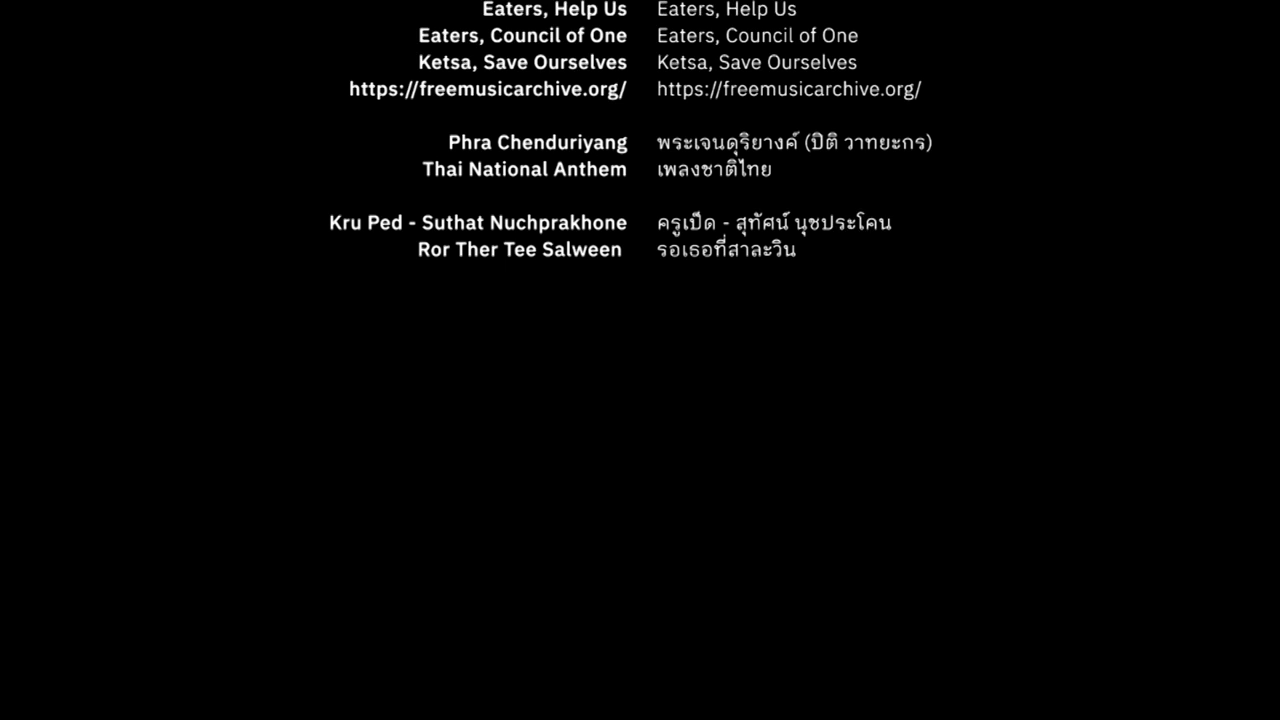 Eaters, Help Us Eaters, Help Us
Eaters, Council of One Eaters, Council of One
Ketsa, Save Ourselves Ketsa, Save Ourselves
https://freemusicarchive.org/ https://freemusicarchive.org/
Phra Chenduriyang พระเจนดุริยางค์ (ปิติ วาทยะกร)
Thai National Anthem เพลงชาติไทย
Kru Ped - Suthat Nuchprakhone ครูเป็ด - สุทัศน์ นุชประโคน
Ror Ther Tee Salween รอเธอที่สาละวิน